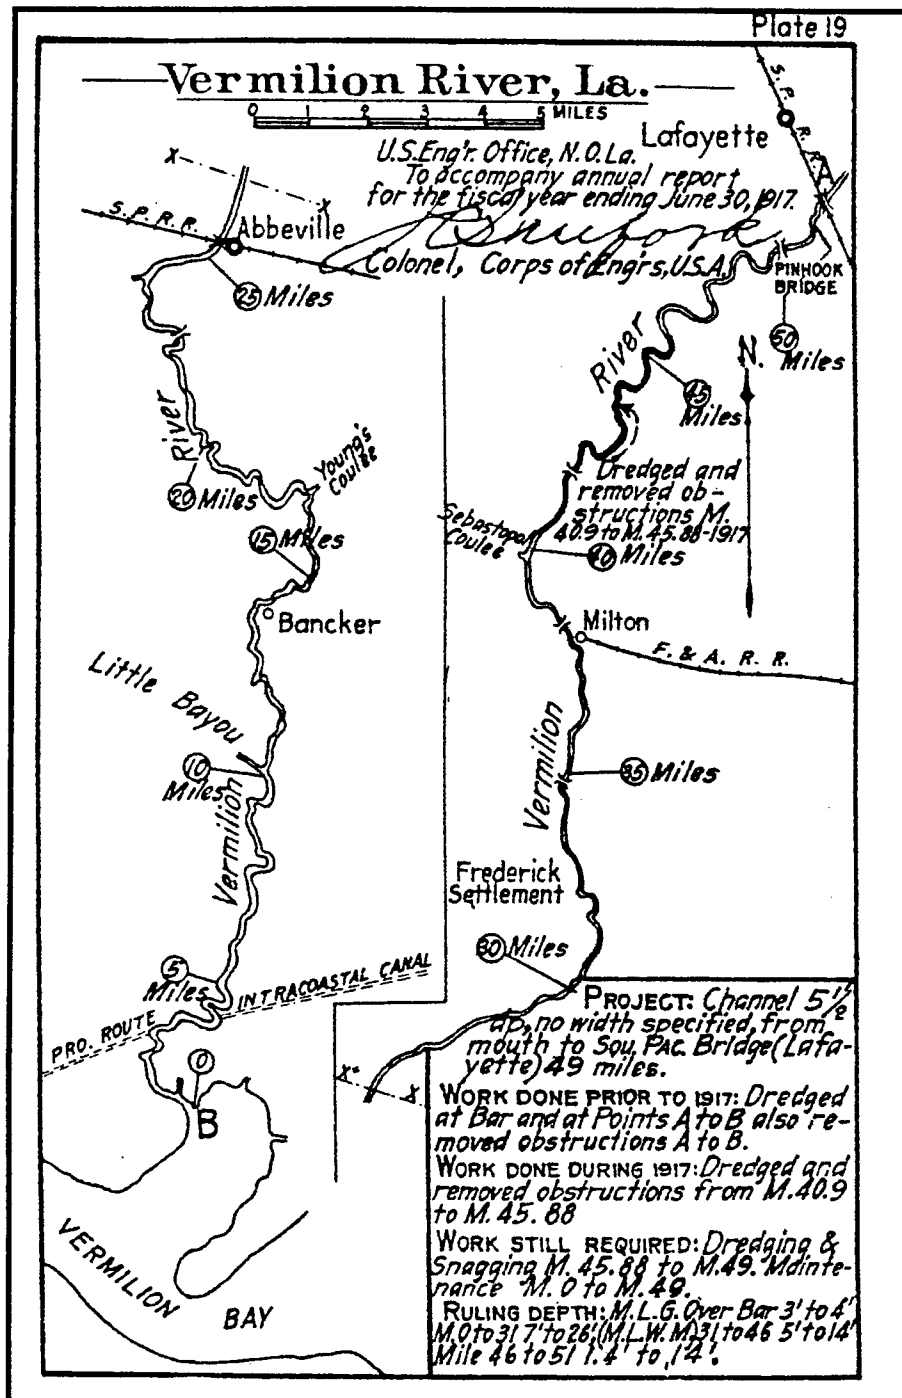 Plate 19
Vermilion River, La.
0 1 2 3 4 5 MILES
Lafayette
S. P. R. R.
A
U.S.Eng'r. Office, N.O.La.
To accompany annual report
for the fiscal year ending June 30, 1917.
Colonel, Corps of Engrs, U.S.A.
X
X
S. P. R. R.
Abbeville
25 Miles
PINHOOK
BRIDGE
50
Miles
N.
River
45
Miles
River
Young's
Coulee
20 Miles
Dredged and
removed ob-
structions M.
40.9 to M. 45.88-1917
Sebastopol
Coulee
40
Miles
15 Miles
Bancker
Milton
F. & A. R. R.
Little Bayou
10
Miles
Vermilion
35 Miles
Vermilion
Frederick
Settlement
30 Miles
5
Miles
PRO. ROUTE INTRACOASTAL CANAL
0
B
X
X
VERMILION
BAY
PROJECT: Channel 5 1/2'
dp, no width specified, from
mouth to Sou. Pac. Bridge (Lafa-
yette) 49 miles.
WORK DONE PRIOR TO 1917: Dredged
at Bar and at Points A to B also re-
moved obstructions A to B.
WORK DONE DURING 1917: Dredged and
removed obstructions from M. 40.9
to M. 45. 88
WORK STILL REQUIRED: Dredging &
Snagging M. 45.88 to M. 49. Mainte-
nance M. 0 to M. 49.
RULING DEPTH: M.L.G. Over Bar 3' to 4'
M. 0 to 31 7' to 26', (M.L.W. M.) 31 to 46 5' to 14'
Mile 46 to 51 1.'4' to 14'.